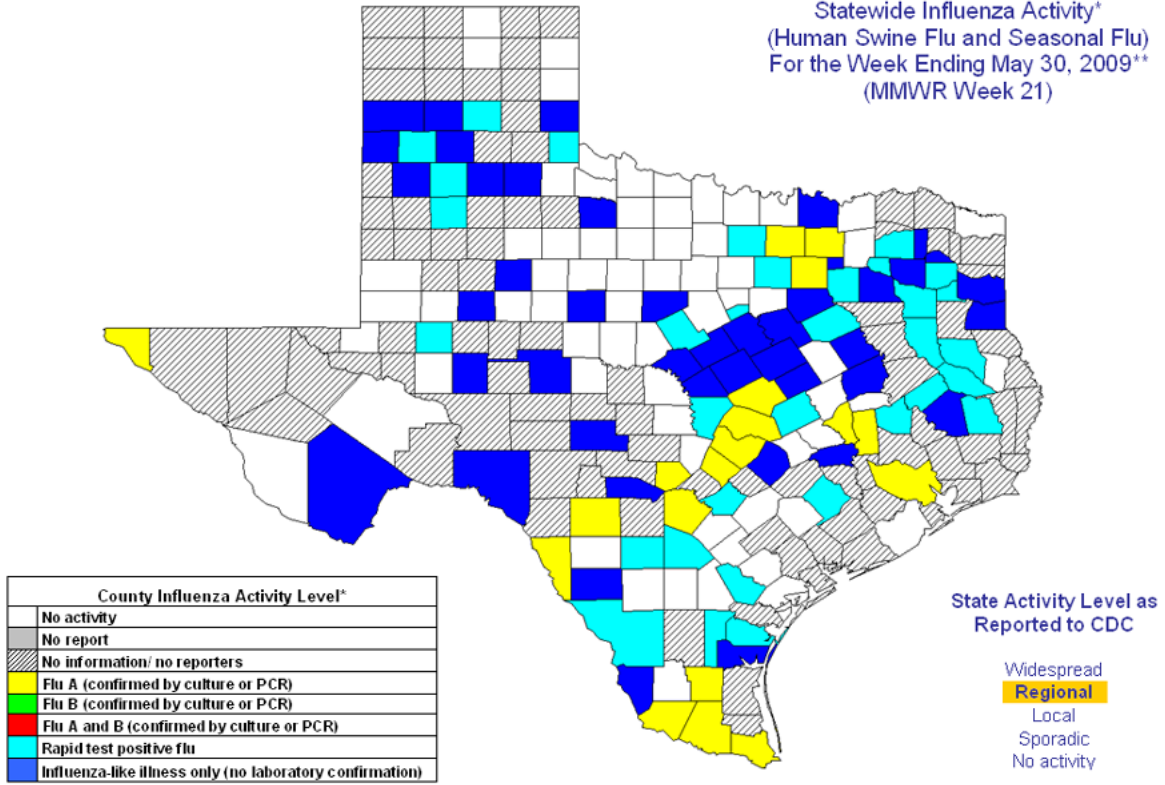 Statewide Influenza Activity*
(Human Swine Flu and Seasonal Flu)
For the Week Ending May 30, 2009**
(MMWR Week 21)
County Influenza Activity Level*
No activity
No report
No information/ no reporters
Flu A (confirmed by culture or PCR)
Flu B (confirmed by culture or PCR)
Flu A and B (confirmed by culture or PCR)
Rapid test positive flu
Influenza-like illness only (no laboratory confirmation)
State Activity Level as
Reported to CDC
Widespread
Regional
Local
Sporadic
No activity